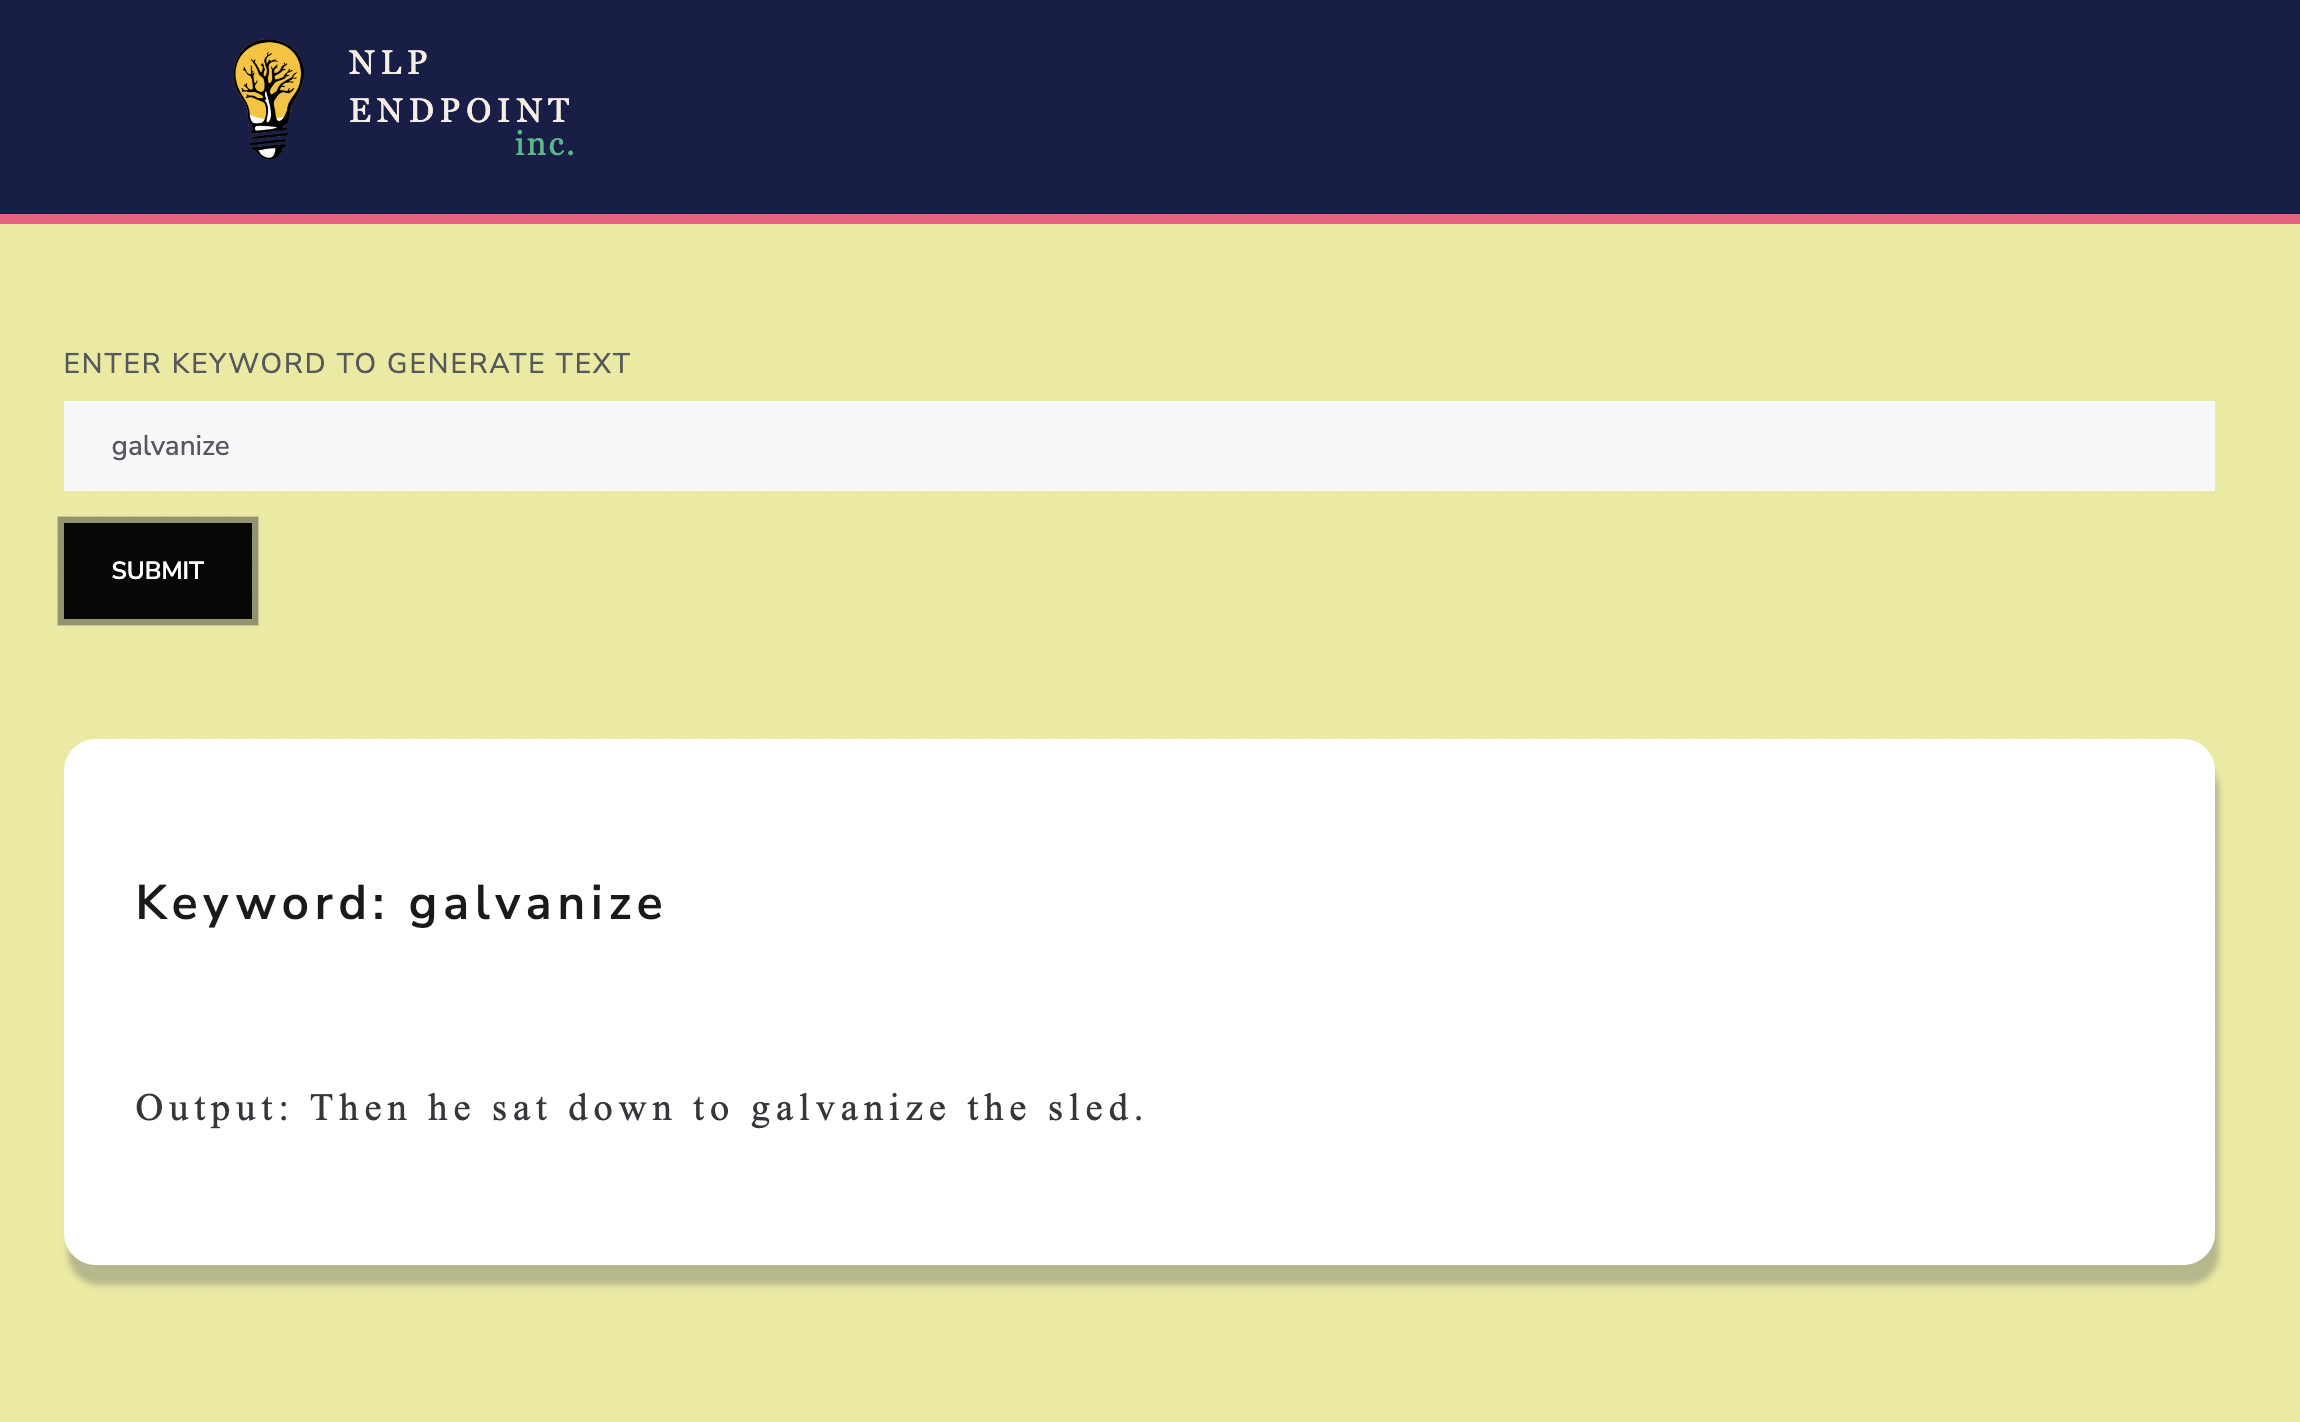 NLP
ENDPOINT
inc.
ENTER KEYWORD TO GENERATE TEXT
galvanize
SUBMIT
Keyword: galvanize
Output: Then he sat down to galvanize the sled.